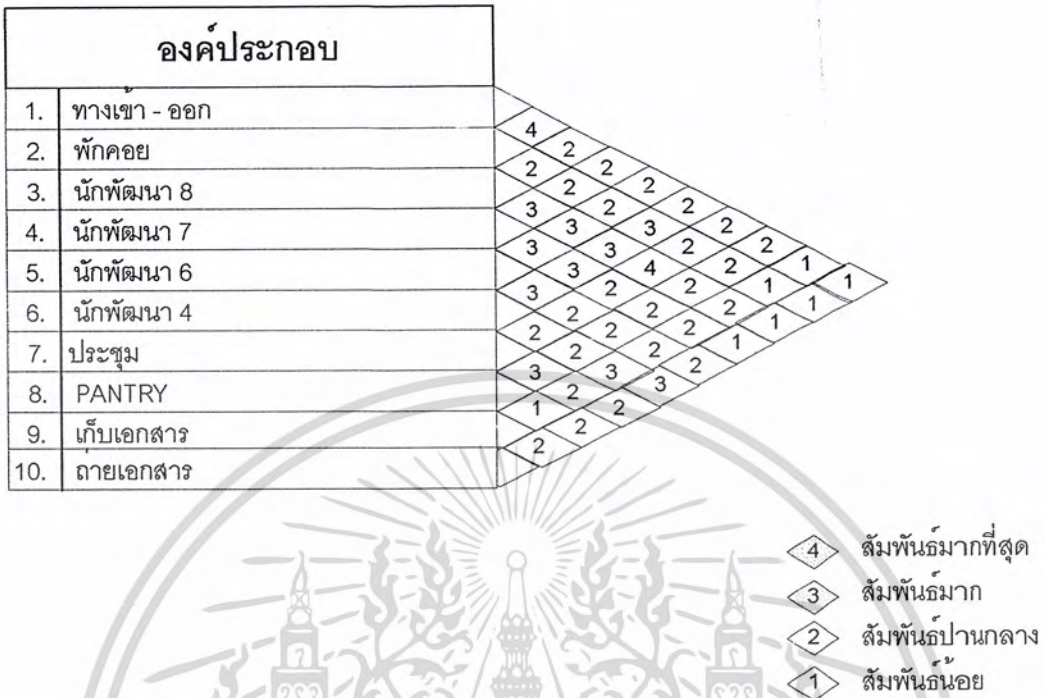 องค์ประกอบ
1. ทางเข้า - ออก
2. พักคอย
3. นักพัฒนา 8
4. นักพัฒนา 7
5. นักพัฒนา 6
6. นักพัฒนา 4
7. ประชุม
8. PANTRY
9. เก็บเอกสาร
10. ถ่ายเอกสาร
4
2
2 2
2 2
3 2 2
3 3 2
3 3 2 2
3 4 2 1
3 2 2 1 1
2 2 2 1
2 2 2 1
2 2 1
3 3 2
2 3
1 2
2
2
4 สัมพันธ์มากที่สุด
3 สัมพันธ์มาก
2 สัมพันธ์ปานกลาง
1 สัมพันธ์น้อย